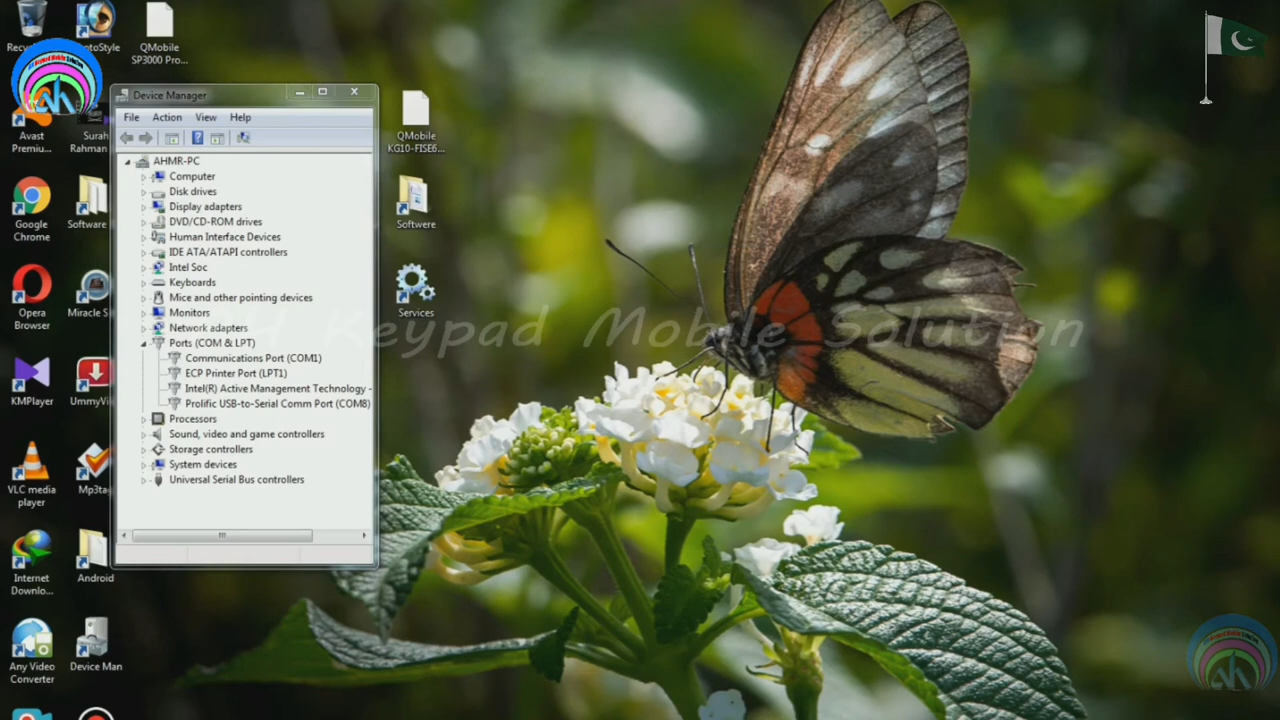 QMobile
SP3000 Pro...
Avast
Premiu...
Surah
Rahman
Google
Chrome
Software
Opera
Browser
KMPlayer
VLC media
player
Mp3ta
Internet
Downlo...
Android
Any Video
Converter
Device Man
Device Manager
File Action View Help
AHMR-PC
Computer
Disk drives
Display adapters
DVD/CD-ROM drives
Human Interface Devices
IDE ATA/ATAPI controllers
Intel Soc
Keyboards
Mice and other pointing devices
Monitors
Network adapters
Ports (COM & LPT)
Communications Port (COM1)
ECP Printer Port (LPT1)
Intel(R) Active Management Technology -
Prolific USB-to-Serial Comm Port (COM8)
Processors
Sound, video and game controllers
Storage controllers
System devices
Universal Serial Bus controllers
QMobile
KG10-FISE6...
Softwere
Services
Keypad Mobile Solution